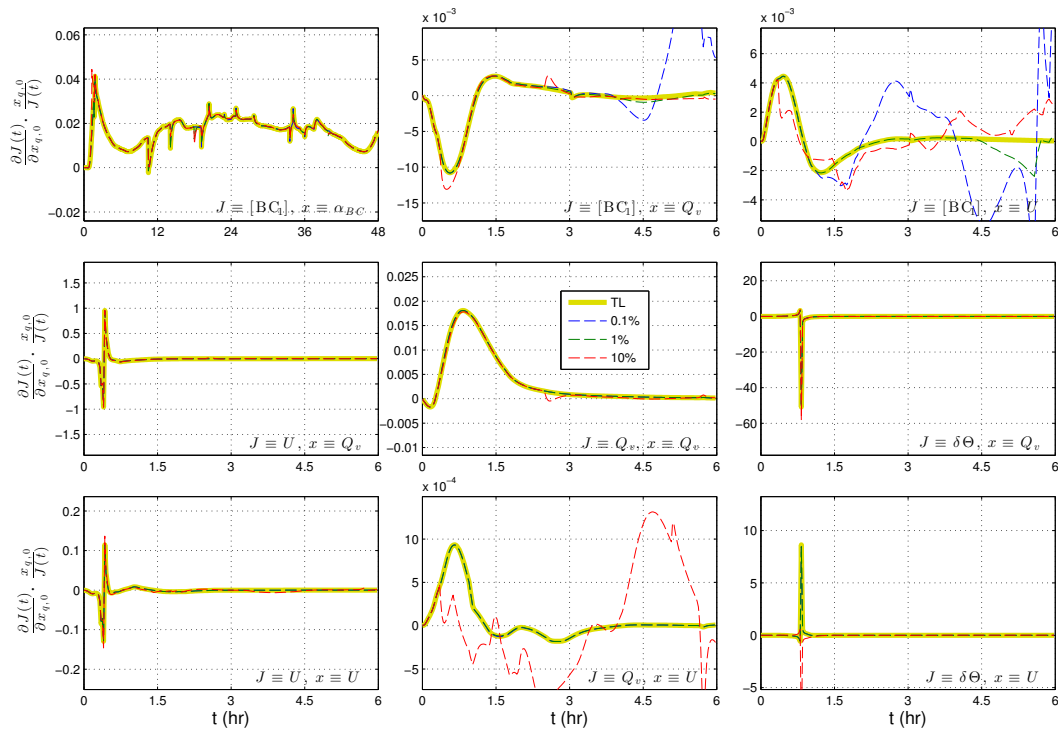 x 10⁻³
x 10⁻³
∂J(t)/∂x_{q,0} · x_{q,0}/J(t)
0.06
0.04
0.02
0
−0.02
0 12 24 36 48
J ≡ [BC₁], x ≡ α_{BC}
5
0
−5
−10
−15
0 1.5 3 4.5 6
J ≡ [BC₁], x ≡ Q_v
6
4
2
0
−2
−4
0 1.5 3 4.5 6
J ≡ [BC₁], x ≡ U
∂J(t)/∂x_{q,0} · x_{q,0}/J(t)
1.5
1
0.5
0
−0.5
−1
−1.5
0 1.5 3 4.5 6
J ≡ U, x ≡ Q_v
0.025
0.02
0.015
0.01
0.005
0
−0.005
−0.01
0 1.5 3 4.5 6
TL
0.1%
1%
10%
J ≡ Q_v, x ≡ Q_v
20
0
−20
−40
−60
0 1.5 3 4.5 6
J ≡ δΘ, x ≡ Q_v
∂J(t)/∂x_{q,0} · x_{q,0}/J(t)
0.2
0.1
0
−0.1
−0.2
0 1.5 3 4.5 6
J ≡ U, x ≡ U
t (hr)
x 10⁻⁴
10
5
0
−5
0 1.5 3 4.5 6
J ≡ Q_v, x ≡ U
t (hr)
10
5
0
−5
0 1.5 3 4.5 6
J ≡ δΘ, x ≡ U
t (hr)